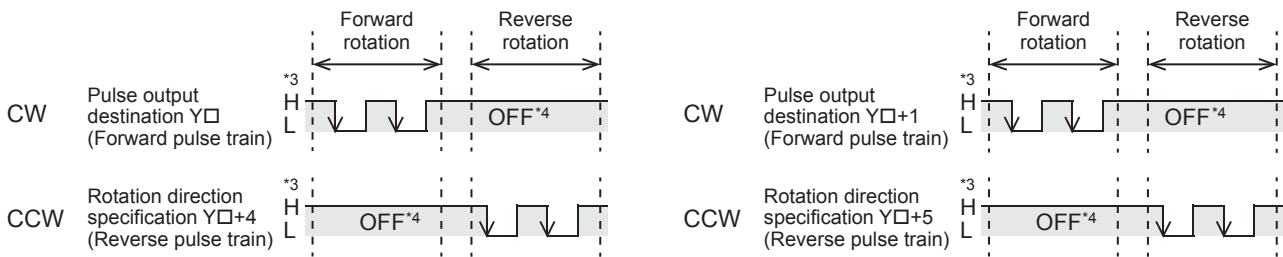 Forward
rotation
Reverse
rotation
CW
Pulse output
destination Y□
(Forward pulse train)
*3
H
L
OFF*4
CCW
Rotation direction
specification Y□+4
(Reverse pulse train)
*3
H
L
OFF*4
Forward
rotation
Reverse
rotation
CW
Pulse output
destination Y□+1
(Forward pulse train)
*3
H
L
OFF*4
CCW
Rotation direction
specification Y□+5
(Reverse pulse train)
*3
H
L
OFF*4